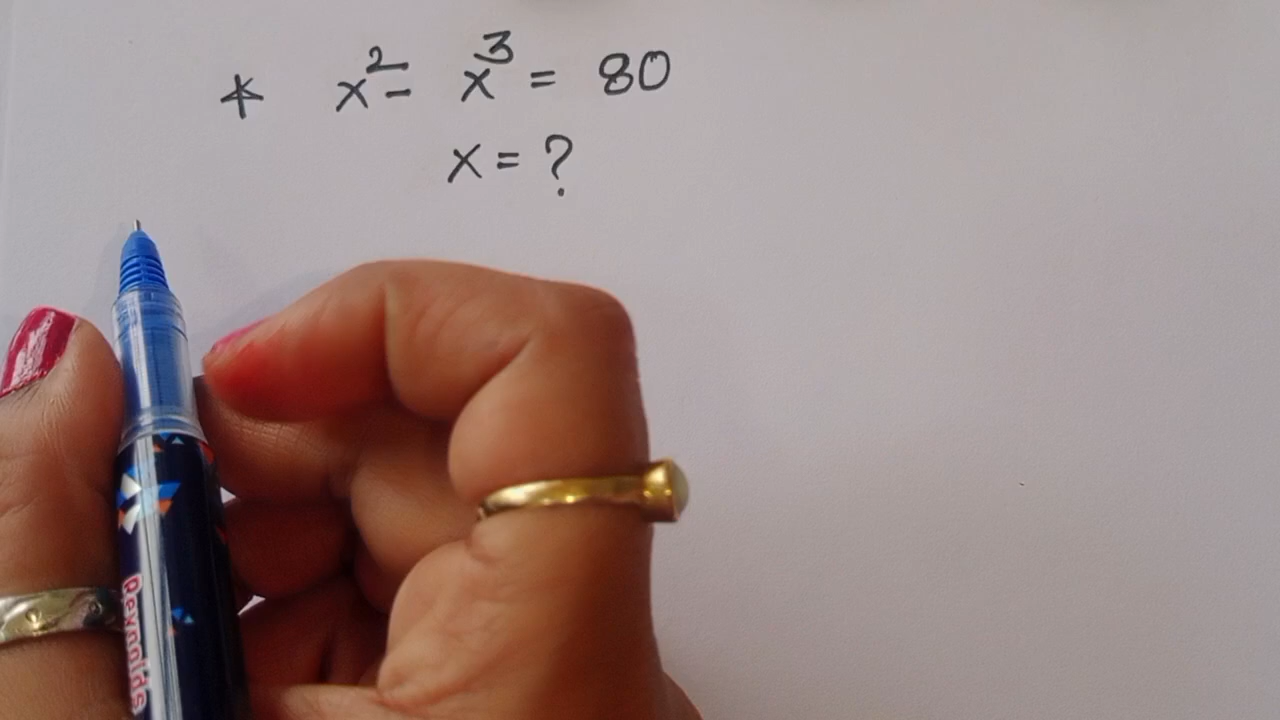 * x² - x³ = 80
x = ?
Reynolds